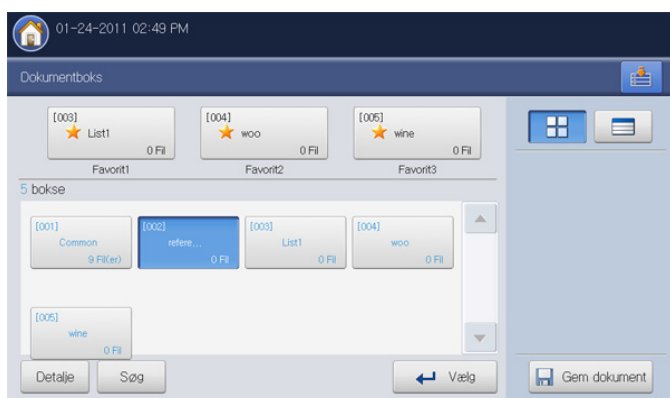 01-24-2011 02:49 PM
Dokumentboks
[003]
List1
0 Fil
[004]
woo
0 Fil
[005]
wine
0 Fil
Favorit1
Favorit2
Favorit3
5 bokse
[001]
Common
9 Fil(er)
[002]
refere...
0 Fil
[003]
List1
0 Fil
[004]
woo
0 Fil
[005]
wine
0 Fil
Detalje
Søg
Vælg
Gem dokument